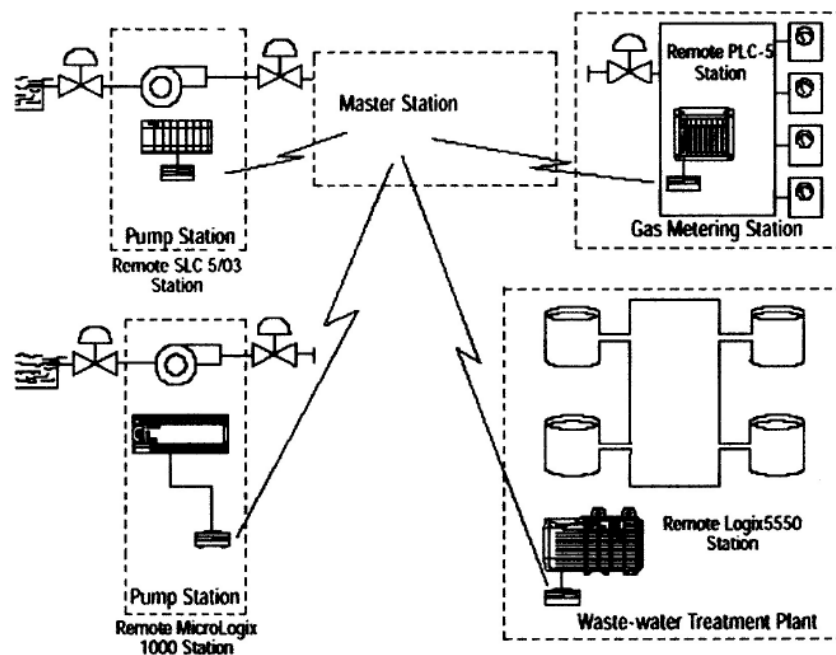 Master Station
Remote PLC-5
Station
Gas Metering Station
Pump Station
Remote SLC 5/03
Station
Pump Station
Remote MicroLogix
1000 Station
Remote Logix5550
Station
Waste-water Treatment Plant